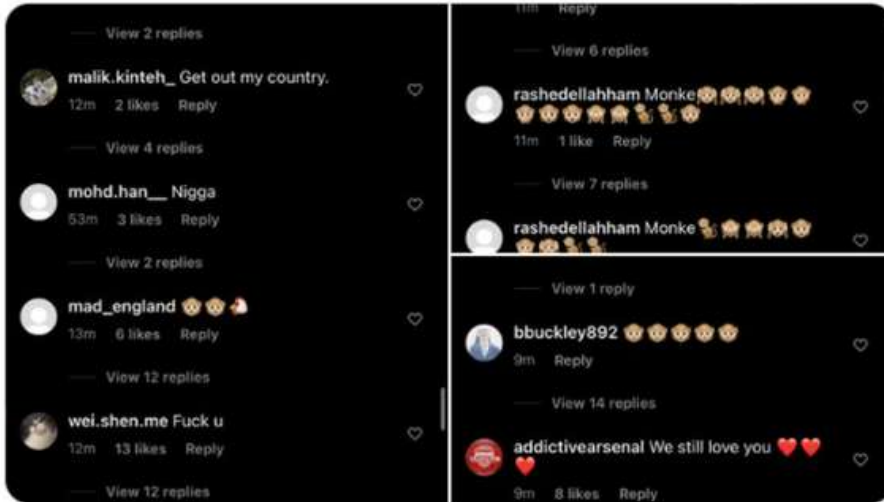 View 2 replies
malik.kinteh_ Get out my country.
12m 2 likes Reply
View 4 replies
mohd.han__ Nigga
53m 3 likes Reply
View 2 replies
mad_england 🐵🐵🐔
13m 6 likes Reply
View 12 replies
wei.shen.me Fuck u
12m 13 likes Reply
View 12 replies
11m Reply
View 6 replies
rashedellahham Monke🙈🙈🙈🐵🐵
🐵🐵🐵🙈🙈🐒🐒🐵
11m 1 like Reply
View 7 replies
rashedellahham Monke🐒🙈🙈🙈🐵
🐵🙈🐒🐒
View 1 reply
bbuckley892 🐵🐵🐵🐵🐵
9m Reply
View 14 replies
addictivearsenal We still love you ❤️❤️
❤️
9m 8 likes Reply